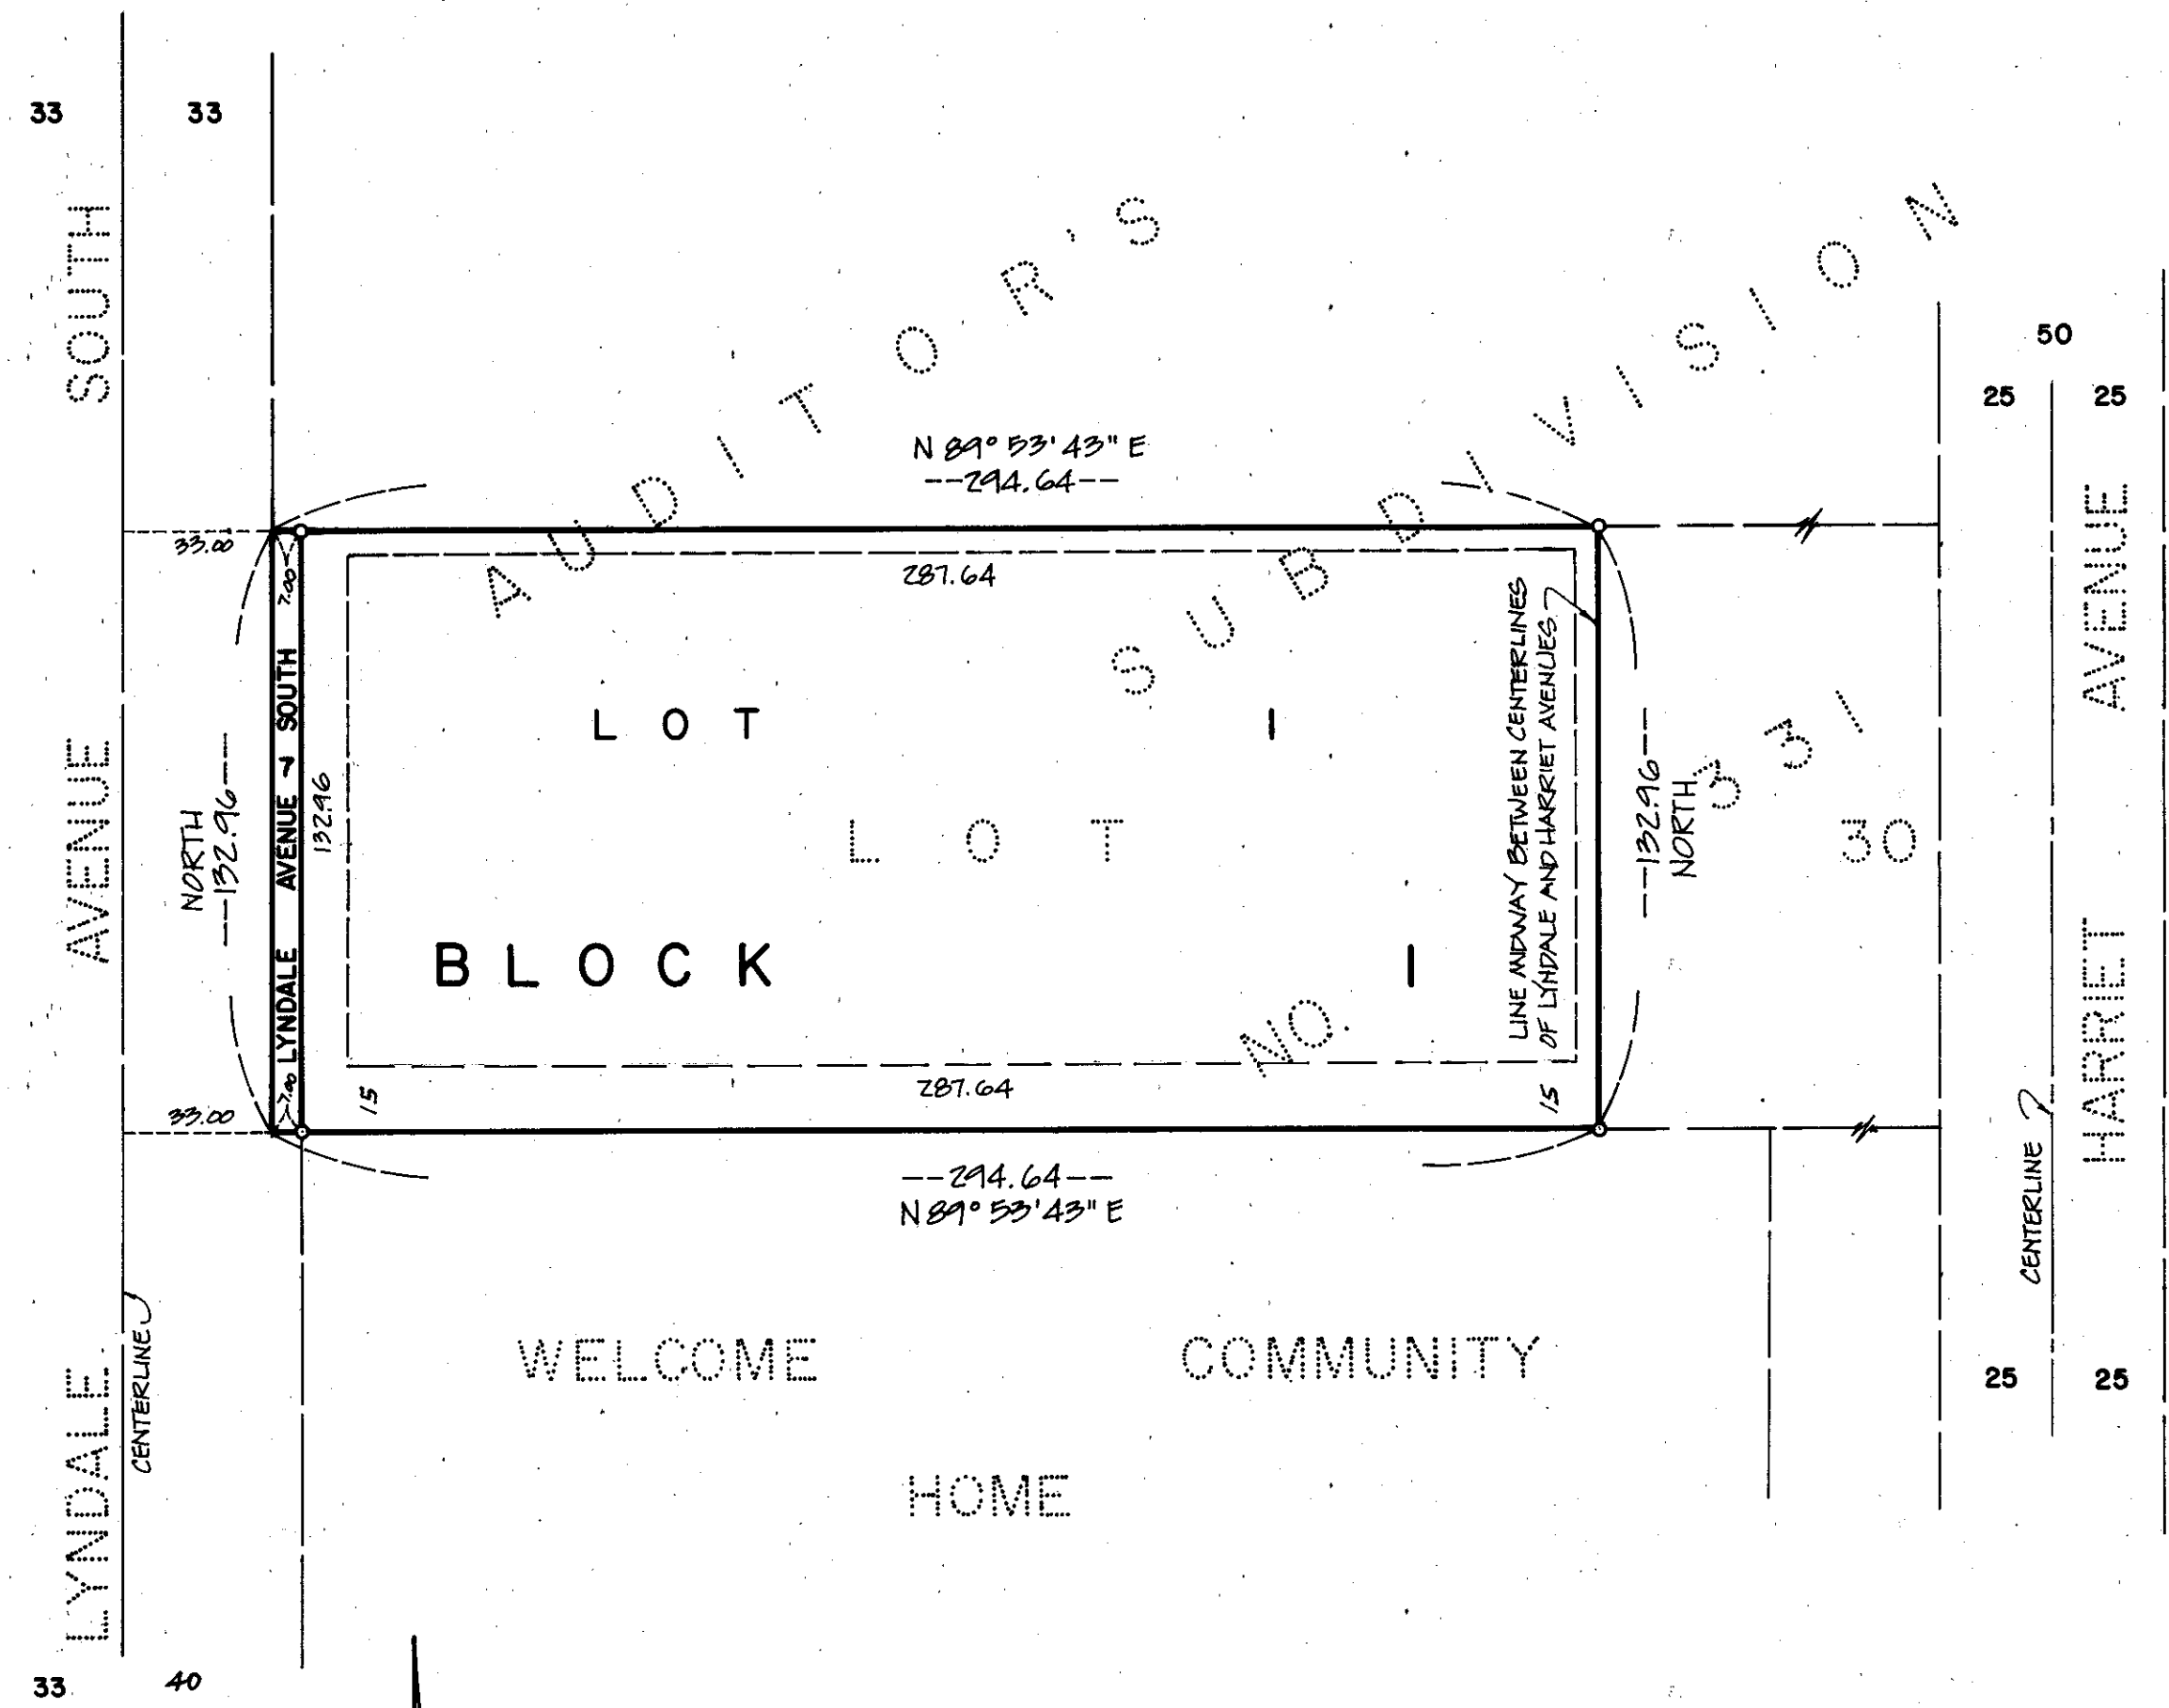 33 33
SOUTH
AVENUE
LYNDALE
CENTERLINE
33 40
AUDITOR'S
SUBDIVISION
NO. 331
50
25 25
N 89° 53' 43" E
--294.64--
33.00
7.00
287.64
LYNDALE AVENUE SOUTH
7
NORTH
--132.96--
132.96
LOT 1
LOT 30
BLOCK 1
LINE MIDWAY BETWEEN CENTERLINES
OF LYNDALE AND HARRIET AVENUES
--132.96--
NORTH
HARRIET AVENUE
CENTERLINE
33.00
7.00
15
287.64
15
--294.64--
N 89° 53' 43" E
WELCOME COMMUNITY
HOME
25 25